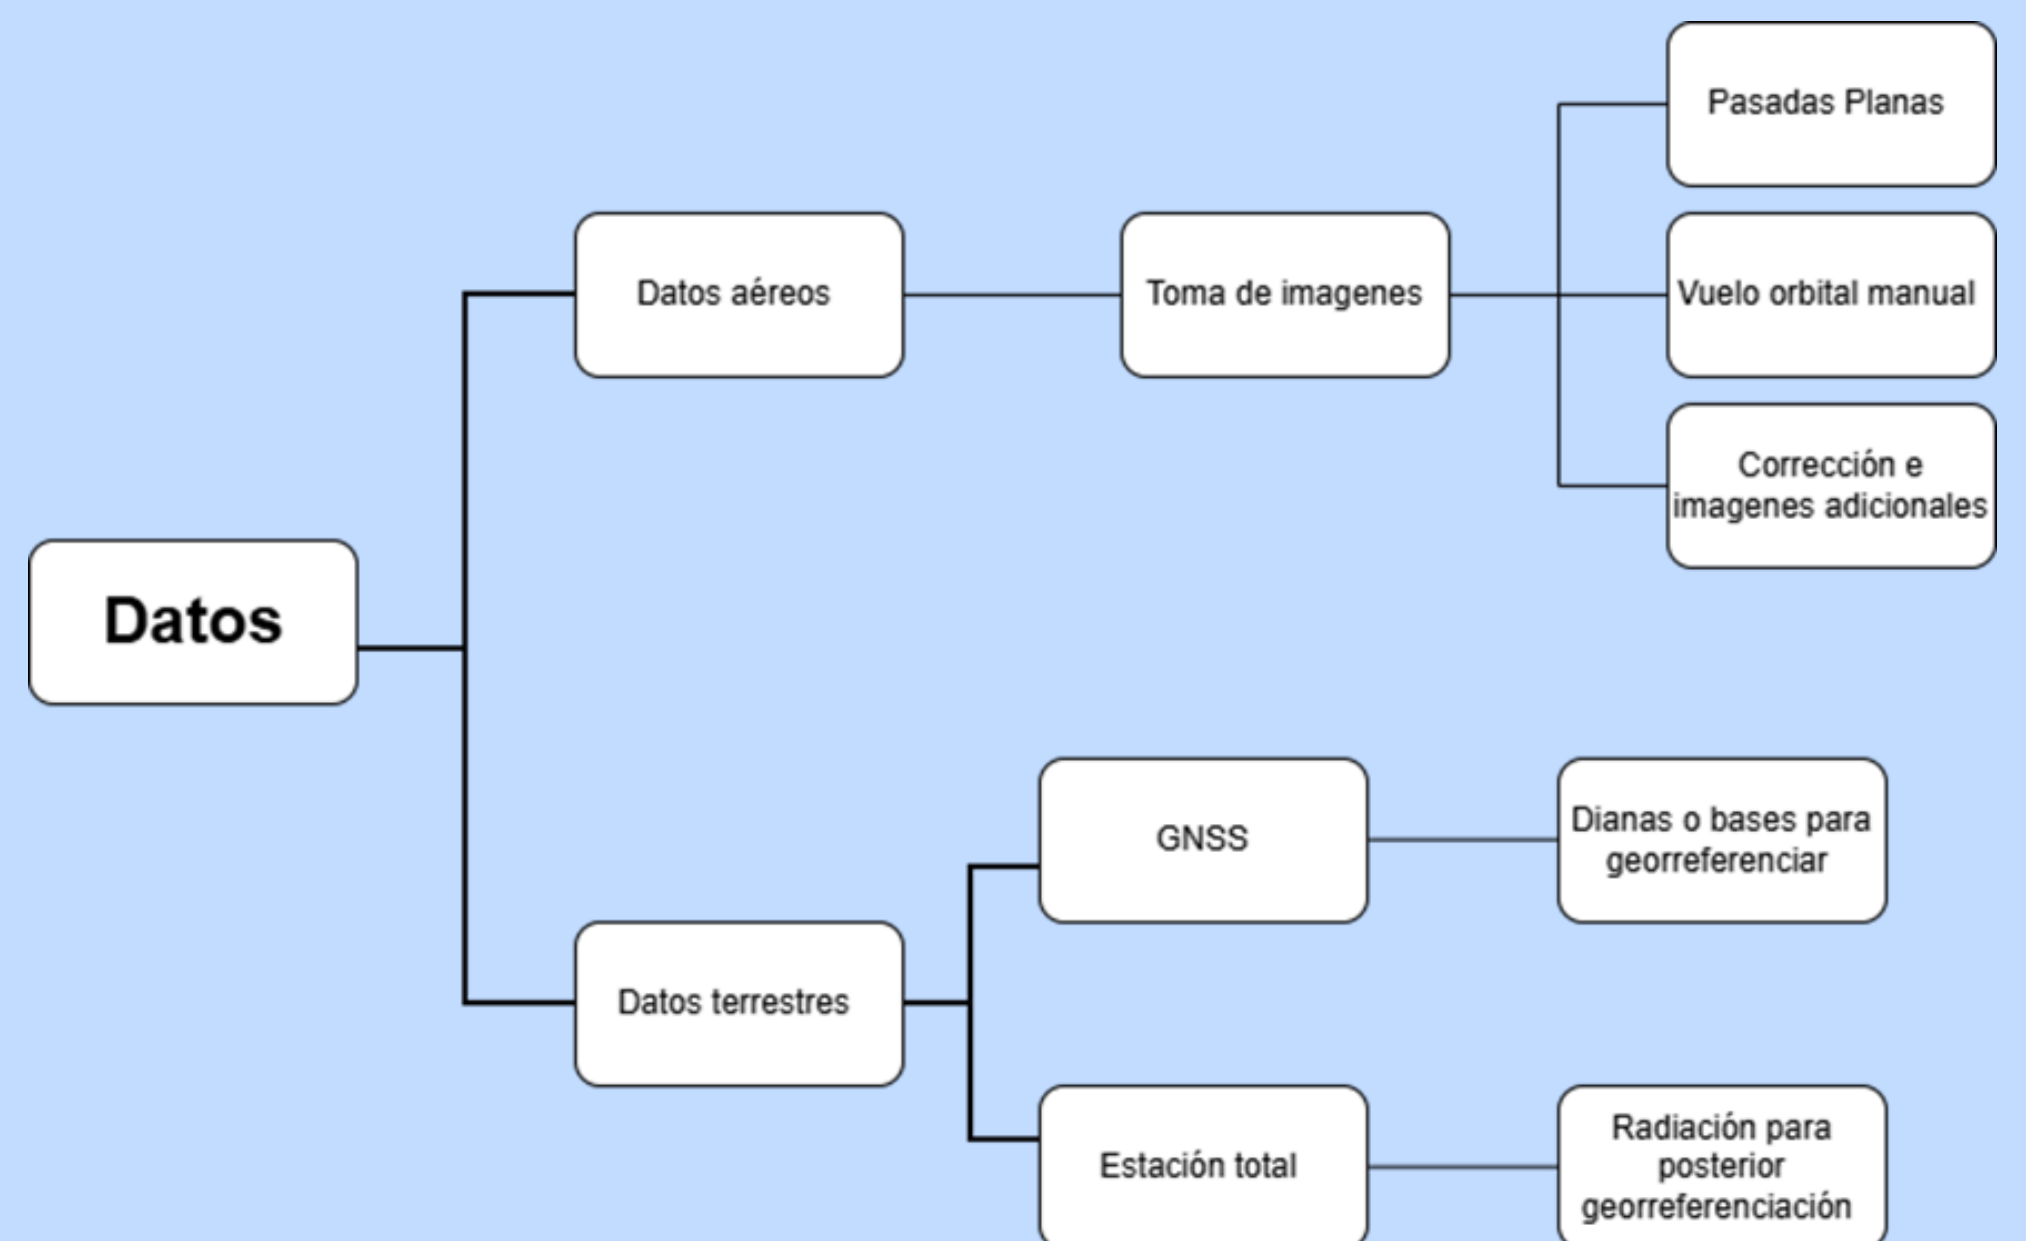 Pasadas Planas
Datos aéreos
Toma de imagenes
Vuelo orbital manual
Corrección e
imagenes adicionales
Datos
GNSS
Dianas o bases para
georreferenciar
Datos terrestres
Estación total
Radiación para
posterior
georreferenciación